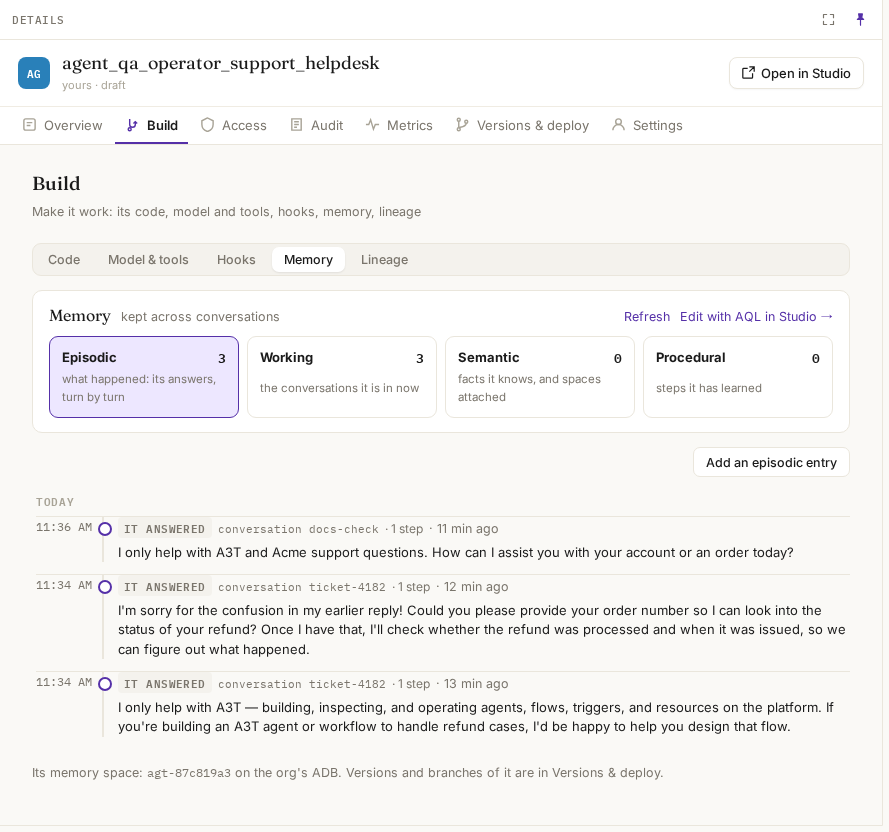 DETAILS
AG
agent_qa_operator_support_helpdesk
yours · draft
Open in Studio
Overview
Build
Access
Audit
Metrics
Versions & deploy
Settings
Build
Make it work: its code, model and tools, hooks, memory, lineage
Code
Model & tools
Hooks
Memory
Lineage
Memory kept across conversations
Refresh
Edit with AQL in Studio →
Episodic 3
what happened: its answers,
turn by turn
Working 3
the conversations it is in now
Semantic 0
facts it knows, and spaces
attached
Procedural 0
steps it has learned
Add an episodic entry
TODAY
11:36 AM IT ANSWERED conversation docs-check · 1 step · 11 min ago
I only help with A3T and Acme support questions. How can I assist you with your account or an order today?
11:34 AM IT ANSWERED conversation ticket-4182 · 1 step · 12 min ago
I'm sorry for the confusion in my earlier reply! Could you please provide your order number so I can look into the
status of your refund? Once I have that, I'll check whether the refund was processed and when it was issued, so we
can figure out what happened.
11:34 AM IT ANSWERED conversation ticket-4182 · 1 step · 13 min ago
I only help with A3T — building, inspecting, and operating agents, flows, triggers, and resources on the platform. If
you're building an A3T agent or workflow to handle refund cases, I'd be happy to help you design that flow.
Its memory space: agt-87c819a3 on the org's ADB. Versions and branches of it are in Versions & deploy.